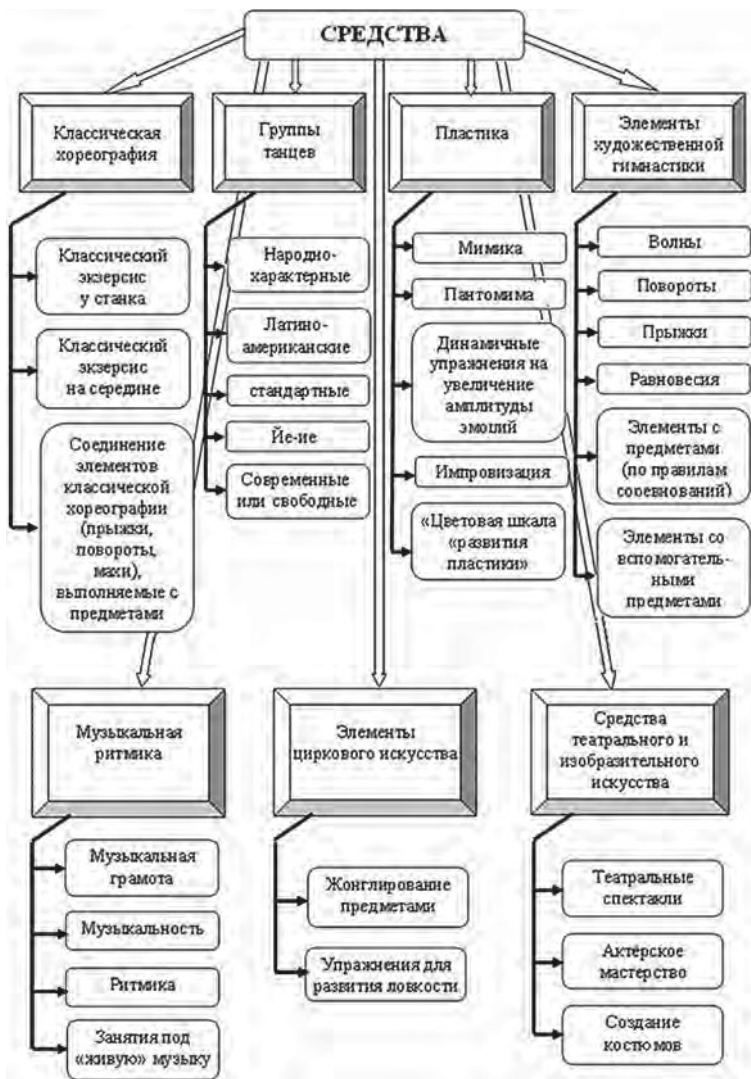 СРЕДСТВА
Классическая
хореография
Классический
экзерсис
у станка
Классический
экзерсис
на середине
Соединение
элементов
классической
хореографии
(прыжки,
повороты,
махи),
выполняемые с
предметами
Группы
танцев
Народно-
характерные
Латино-
американские
стандартные
Йе-ие
Современные
или свободные
Пластика
Мимика
Пантомима
Динамичные
упражнения на
увеличение
амплитуды
эмоций
Импровизация
«Цветовая шкала
«развития
пластики»
Элементы
художественной
гимнастики
Волны
Повороты
Прыжки
Равновесия
Элементы с
предметами
(по правилам
соревнований)
Элементы со
вспомогатель-
ными
предметами
Музыкальная
ритмика
Музыкальная
грамота
Музыкальность
Ритмика
Занятия под
«живую» музыку
Элементы
циркового искусства
Жонглирование
предметами
Упражнения для
развития ловкости
Средства
театрального и
изобразительного
искусства
Театральные
спектакли
Актёрское
мастерство
Создание
костюмов